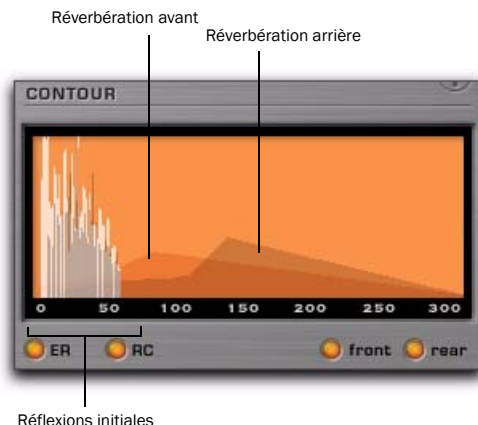 Réverbération avant
Réverbération arrière
CONTOUR
0 50 100 150 200 250 300
ER RC front rear
Réflexions initiales